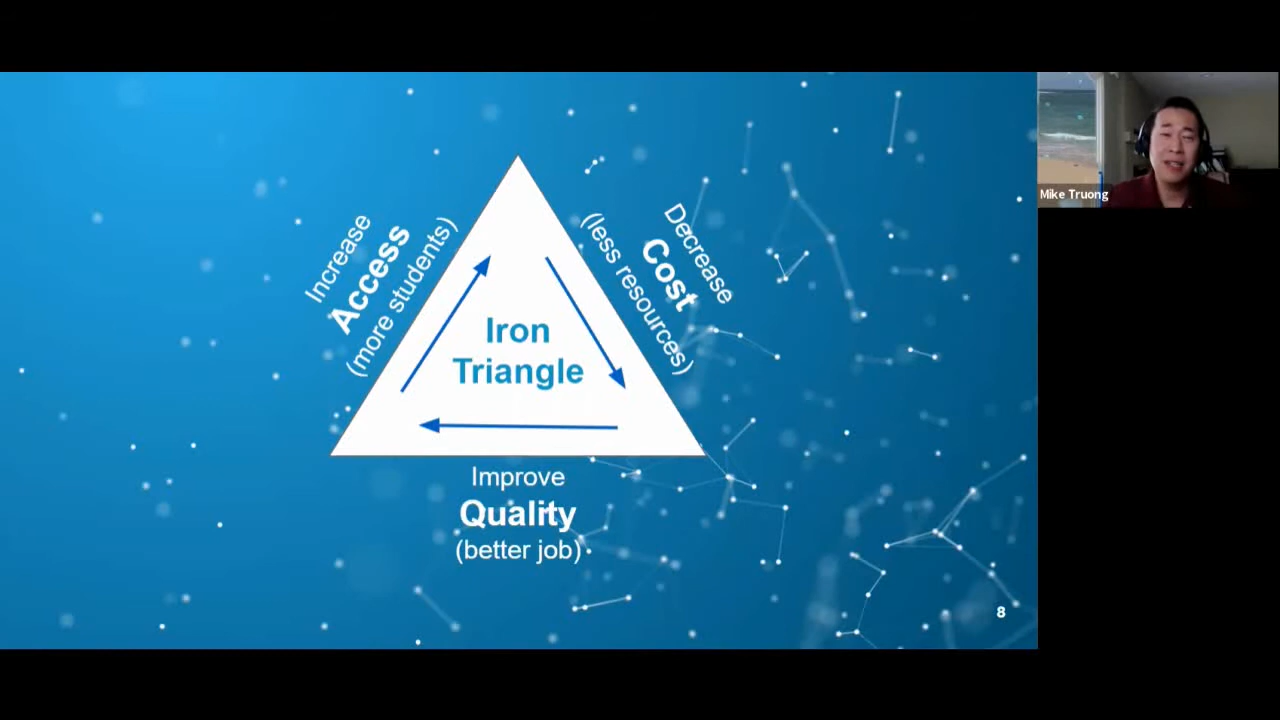 Increase
Access
(more students)
Decrease
Cost
(less resources)
Iron
Triangle
Improve
Quality
(better job)
8
Mike Truong